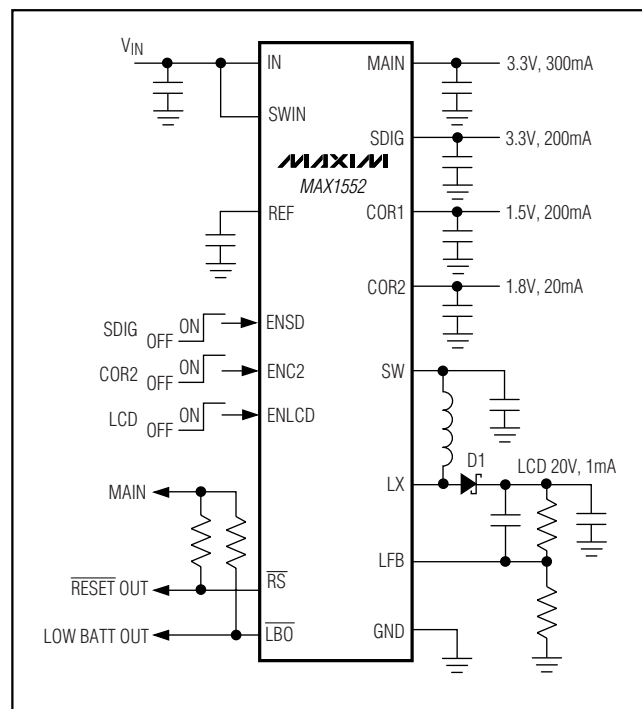 VIN
IN
MAIN
3.3V, 300mA
SWIN
SDIG
3.3V, 200mA
MAXIM
MAX1552
REF
COR1
1.5V, 200mA
COR2
1.8V, 20mA
SDIG
ON
OFF
ENSD
COR2
ON
OFF
ENC2
LCD
ON
OFF
ENLCD
SW
D1
LCD 20V, 1mA
LX
MAIN
LFB
RESET OUT
RS
LOW BATT OUT
LBO
GND